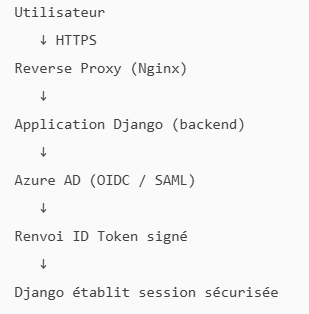 Utilisateur
↓ HTTPS
Reverse Proxy (Nginx)
↓
Application Django (backend)
↓
Azure AD (OIDC / SAML)
↓
Renvoi ID Token signé
↓
Django établit session sécurisée